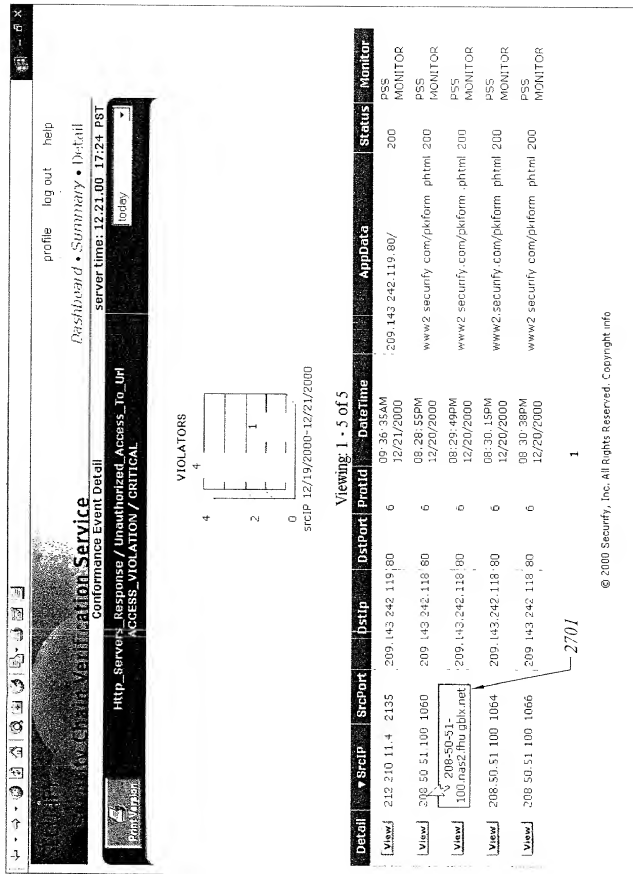 profile log out help
Security Chain Verification Service
Dashboard • Summary • Detail
Conformance Event Detail
server time: 12.21.00 17:24 PST
Print Version
Http_Servers_Response / Unauthorized_Access_To_Url
ACCESS_VIOLATION / CRITICAL
today
VIOLATORS
4
4
2
1
0
srcIP 12/19/2000-12/21/2000
Viewing: 1 - 5 of 5
Detail ▼SrcIP SrcPort DstIp DstPort ProtId DateTime AppData Status Monitor
View 212 210 11.4 2135 209.143 242 119 80 6 09·36·35AM 12/21/2000 209.143 242.119.80/ 200 PSS MONITOR
View 208 50 51 100 1060 209 143 242.118 80 6 08.28:55PM 12/20/2000 www2 securify com/pkiform phtml 200 PSS MONITOR
208-50-51-
100.nas2.fhu gblx.net
View 209.143.242.118 80 6 08:29:49PM 12/20/2000 www2 securify.com/pkiform .phtml 200 PSS MONITOR
View 208.50.51 100 1064 209.143.242.118 80 6 08:30.15PM 12/20/2000 www2.securify.com/pkiform phtml 200 PSS MONITOR
View 208 50.51 100 1066 209 143 242 118 80 6 08 30·38PM 12/20/2000 www2 securify com/pkiform phtml 200 PSS MONITOR
2701
1
© 2000 Securify, Inc. All Rights Reserved. Copyright info